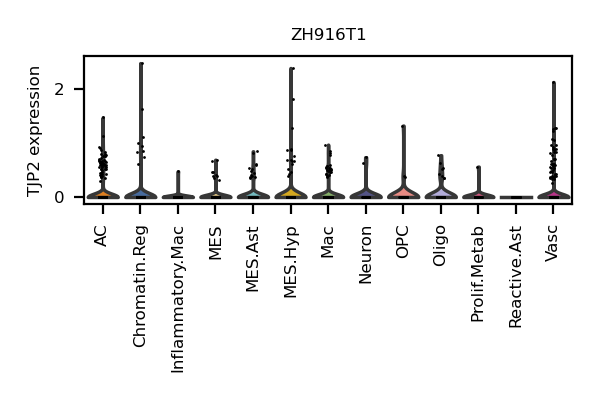 ZH916T1
TJP2 expression
2
0
AC
Chromatin.Reg
Inflammatory.Mac
MES
MES.Ast
MES.Hyp
Mac
Neuron
OPC
Oligo
Prolif.Metab
Reactive.Ast
Vasc